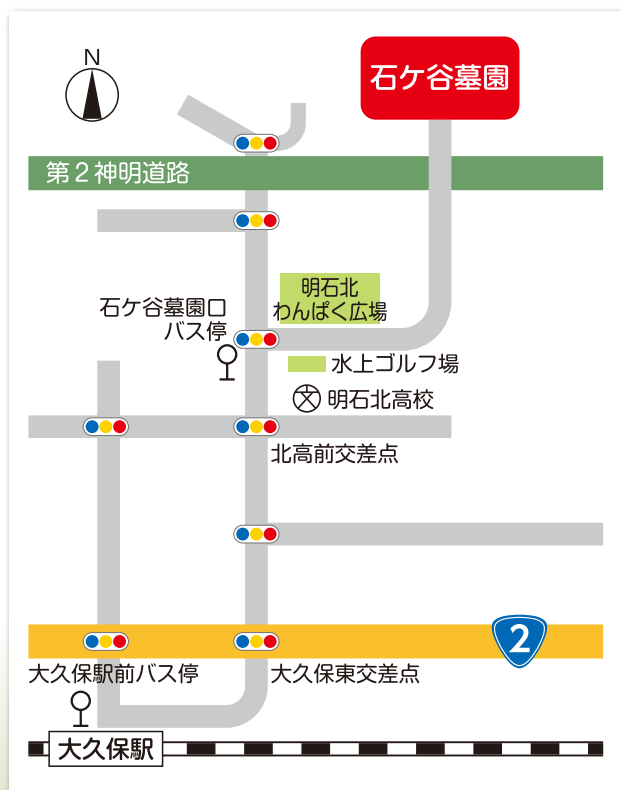 N
石ケ谷墓園
第2神明道路
明石北
わんぱく広場
石ケ谷墓園口
バス停
水上ゴルフ場
文
明石北高校
北高前交差点
2
大久保駅前バス停
大久保東交差点
大久保駅